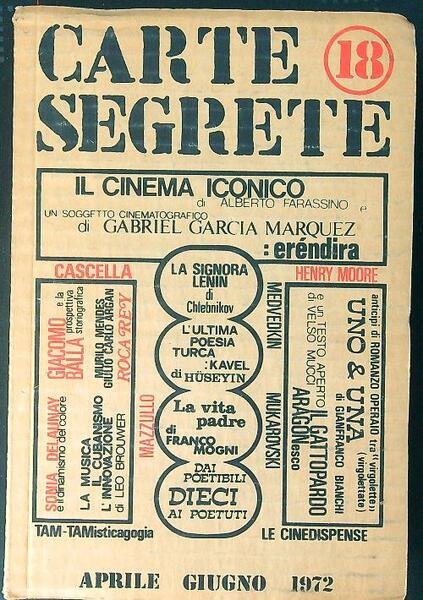 CARTE
SEGRETE
18
IL CINEMA ICONICO
di ALBERTO FARASSINO e
UN SOGGETTO CINEMATOGRAFICO
di GABRIEL GARCIA MARQUEZ
: eréndira
CASCELLA
GIACOMO
BALLA
e la
prospettiva
storiografica
MURILO MENDES
GIULIO CARLO ARGAN
ROCA REY
SONIA DELAUNAY
e il dinamismo del colore
LA MUSICA
IL CUBANISMO
L'INNOVAZIONE
di LEO BROUWER
MAZZULLO
LA SIGNORA
LENIN
di
Chlebnikov
L'ULTIMA
POESIA
TURCA
: KAVEL
di HÜSEYIN
La vita
padre
di FRANCO
MOGNI
DAI
POETIBILI
DIECI
AI POETUTI
MEDVEDKIN
MUKAROVSKI
HENRY MOORE
anticipi di ROMANZO OPERAIO tra ("virgolette")
(virgolettate)
UNO & UNA
di GIANFRANCO BIANCHI
e un TESTO APERTO
di VELSO MUCCI
IL GATTOPARDO
ARAGONesco
TAM-TAMisticagogia
LE CINEDISPENSE
APRILE GIUGNO 1972